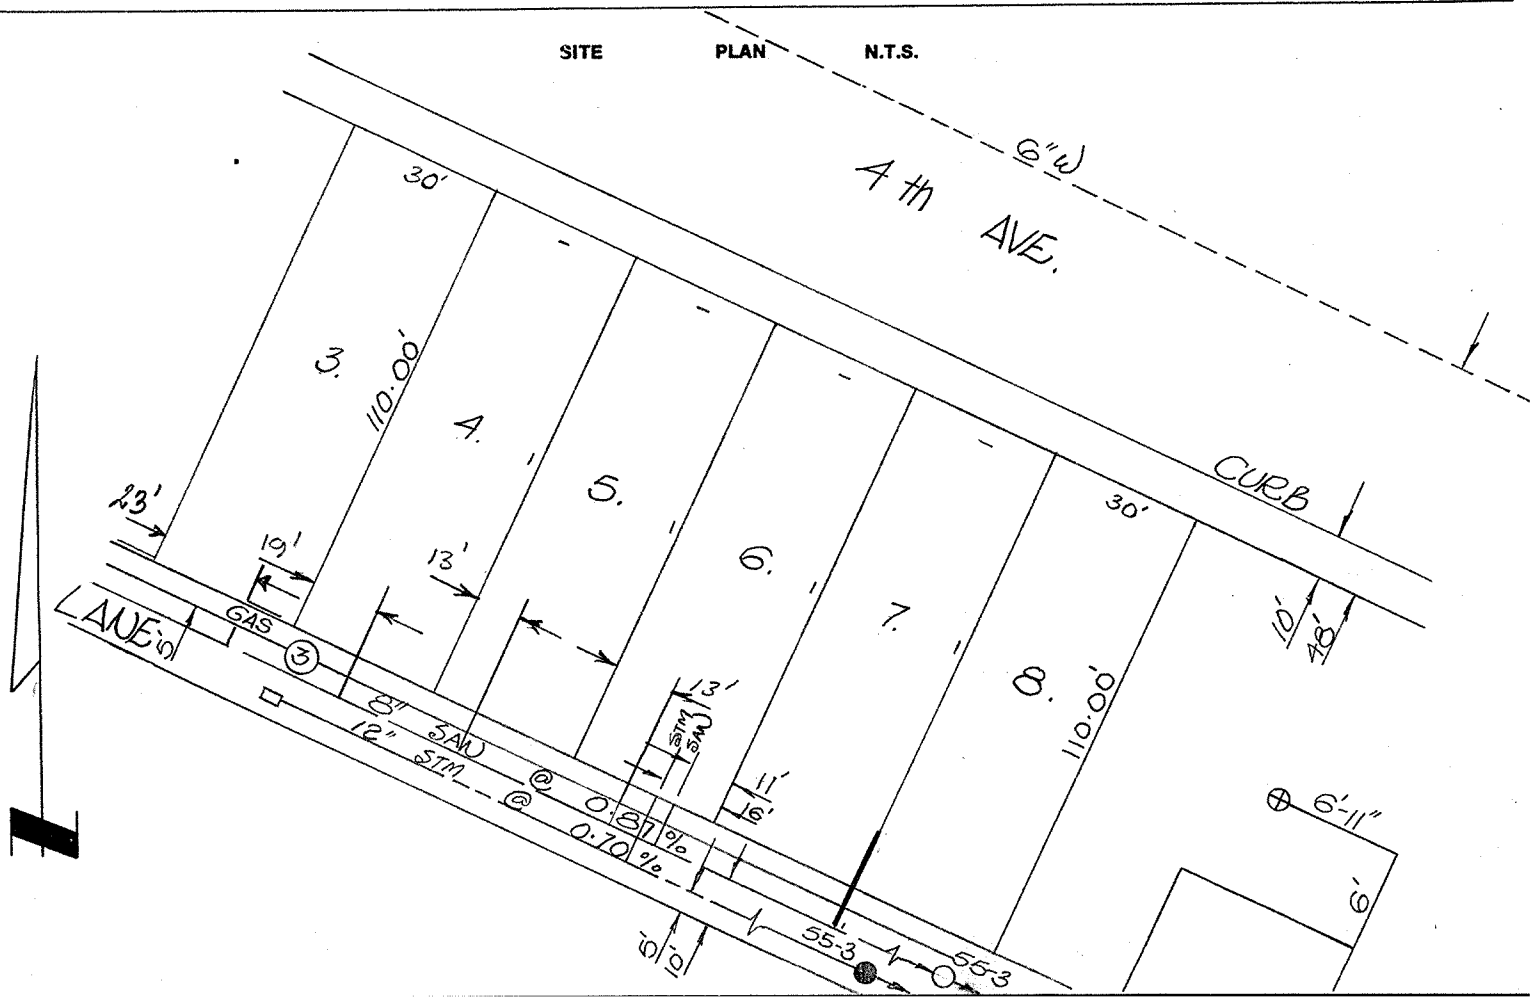 SITE PLAN N.T.S.
6"W
4 th AVE.
30'
3.
110.00'
4.
5.
6.
7.
8.
30'
110.00'
CURB
10'
48'
23'
19'
13'
GAS
LANE
3
8" SAN @ 0.87 %
12" STM @ 0.70 %
13'
STM
SAN
11'
16'
55-3
55-3
10'
6'-11"
6'